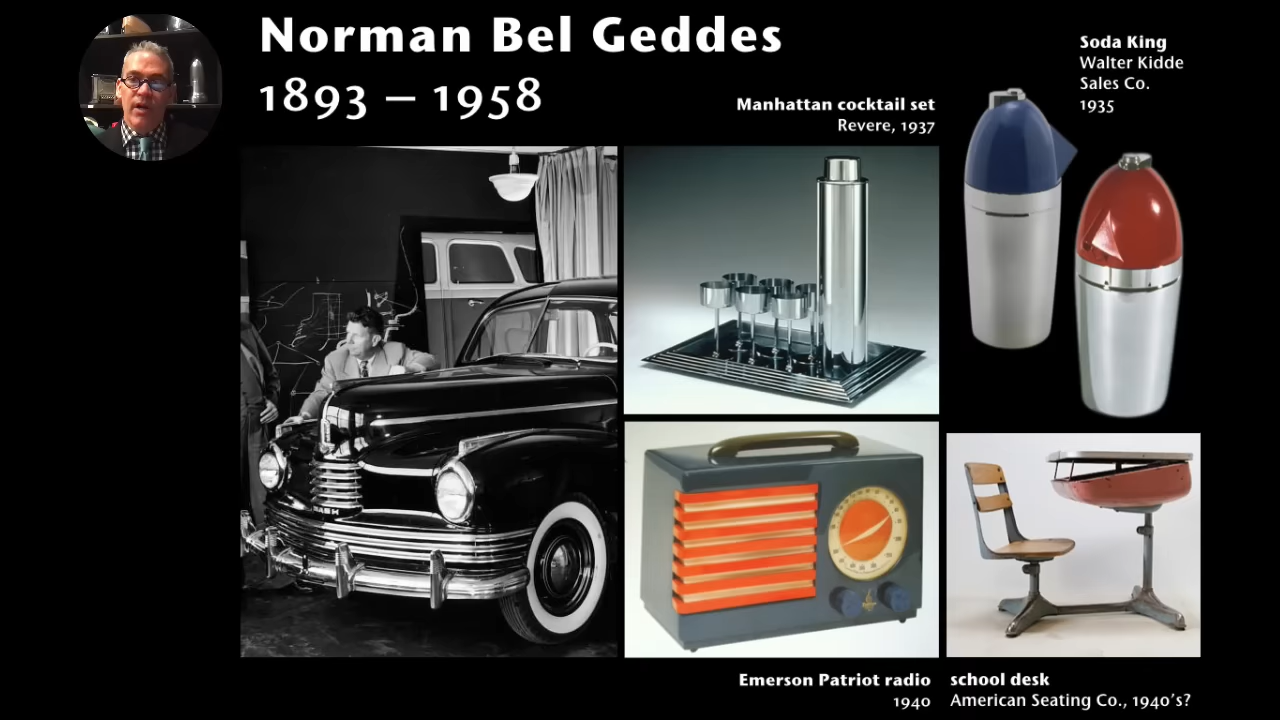 Norman Bel Geddes
1893 – 1958
Manhattan cocktail set
Revere, 1937
Soda King
Walter Kidde
Sales Co.
1935
NASH
Emerson Patriot radio
1940
school desk
American Seating Co., 1940's?